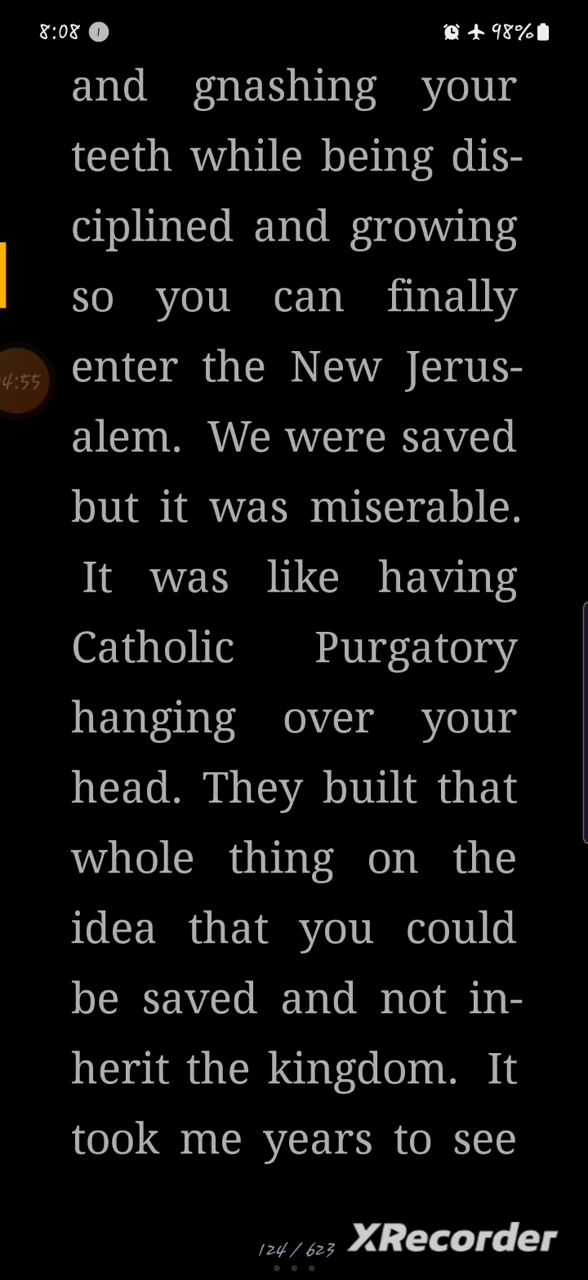 8:08
98%
and gnashing your
teeth while being dis-
ciplined and growing
so you can finally
04:55
enter the New Jerus-
alem. We were saved
but it was miserable.
It was like having
Catholic Purgatory
hanging over your
head. They built that
whole thing on the
idea that you could
be saved and not in-
herit the kingdom. It
took me years to see
124 / 623
XRecorder